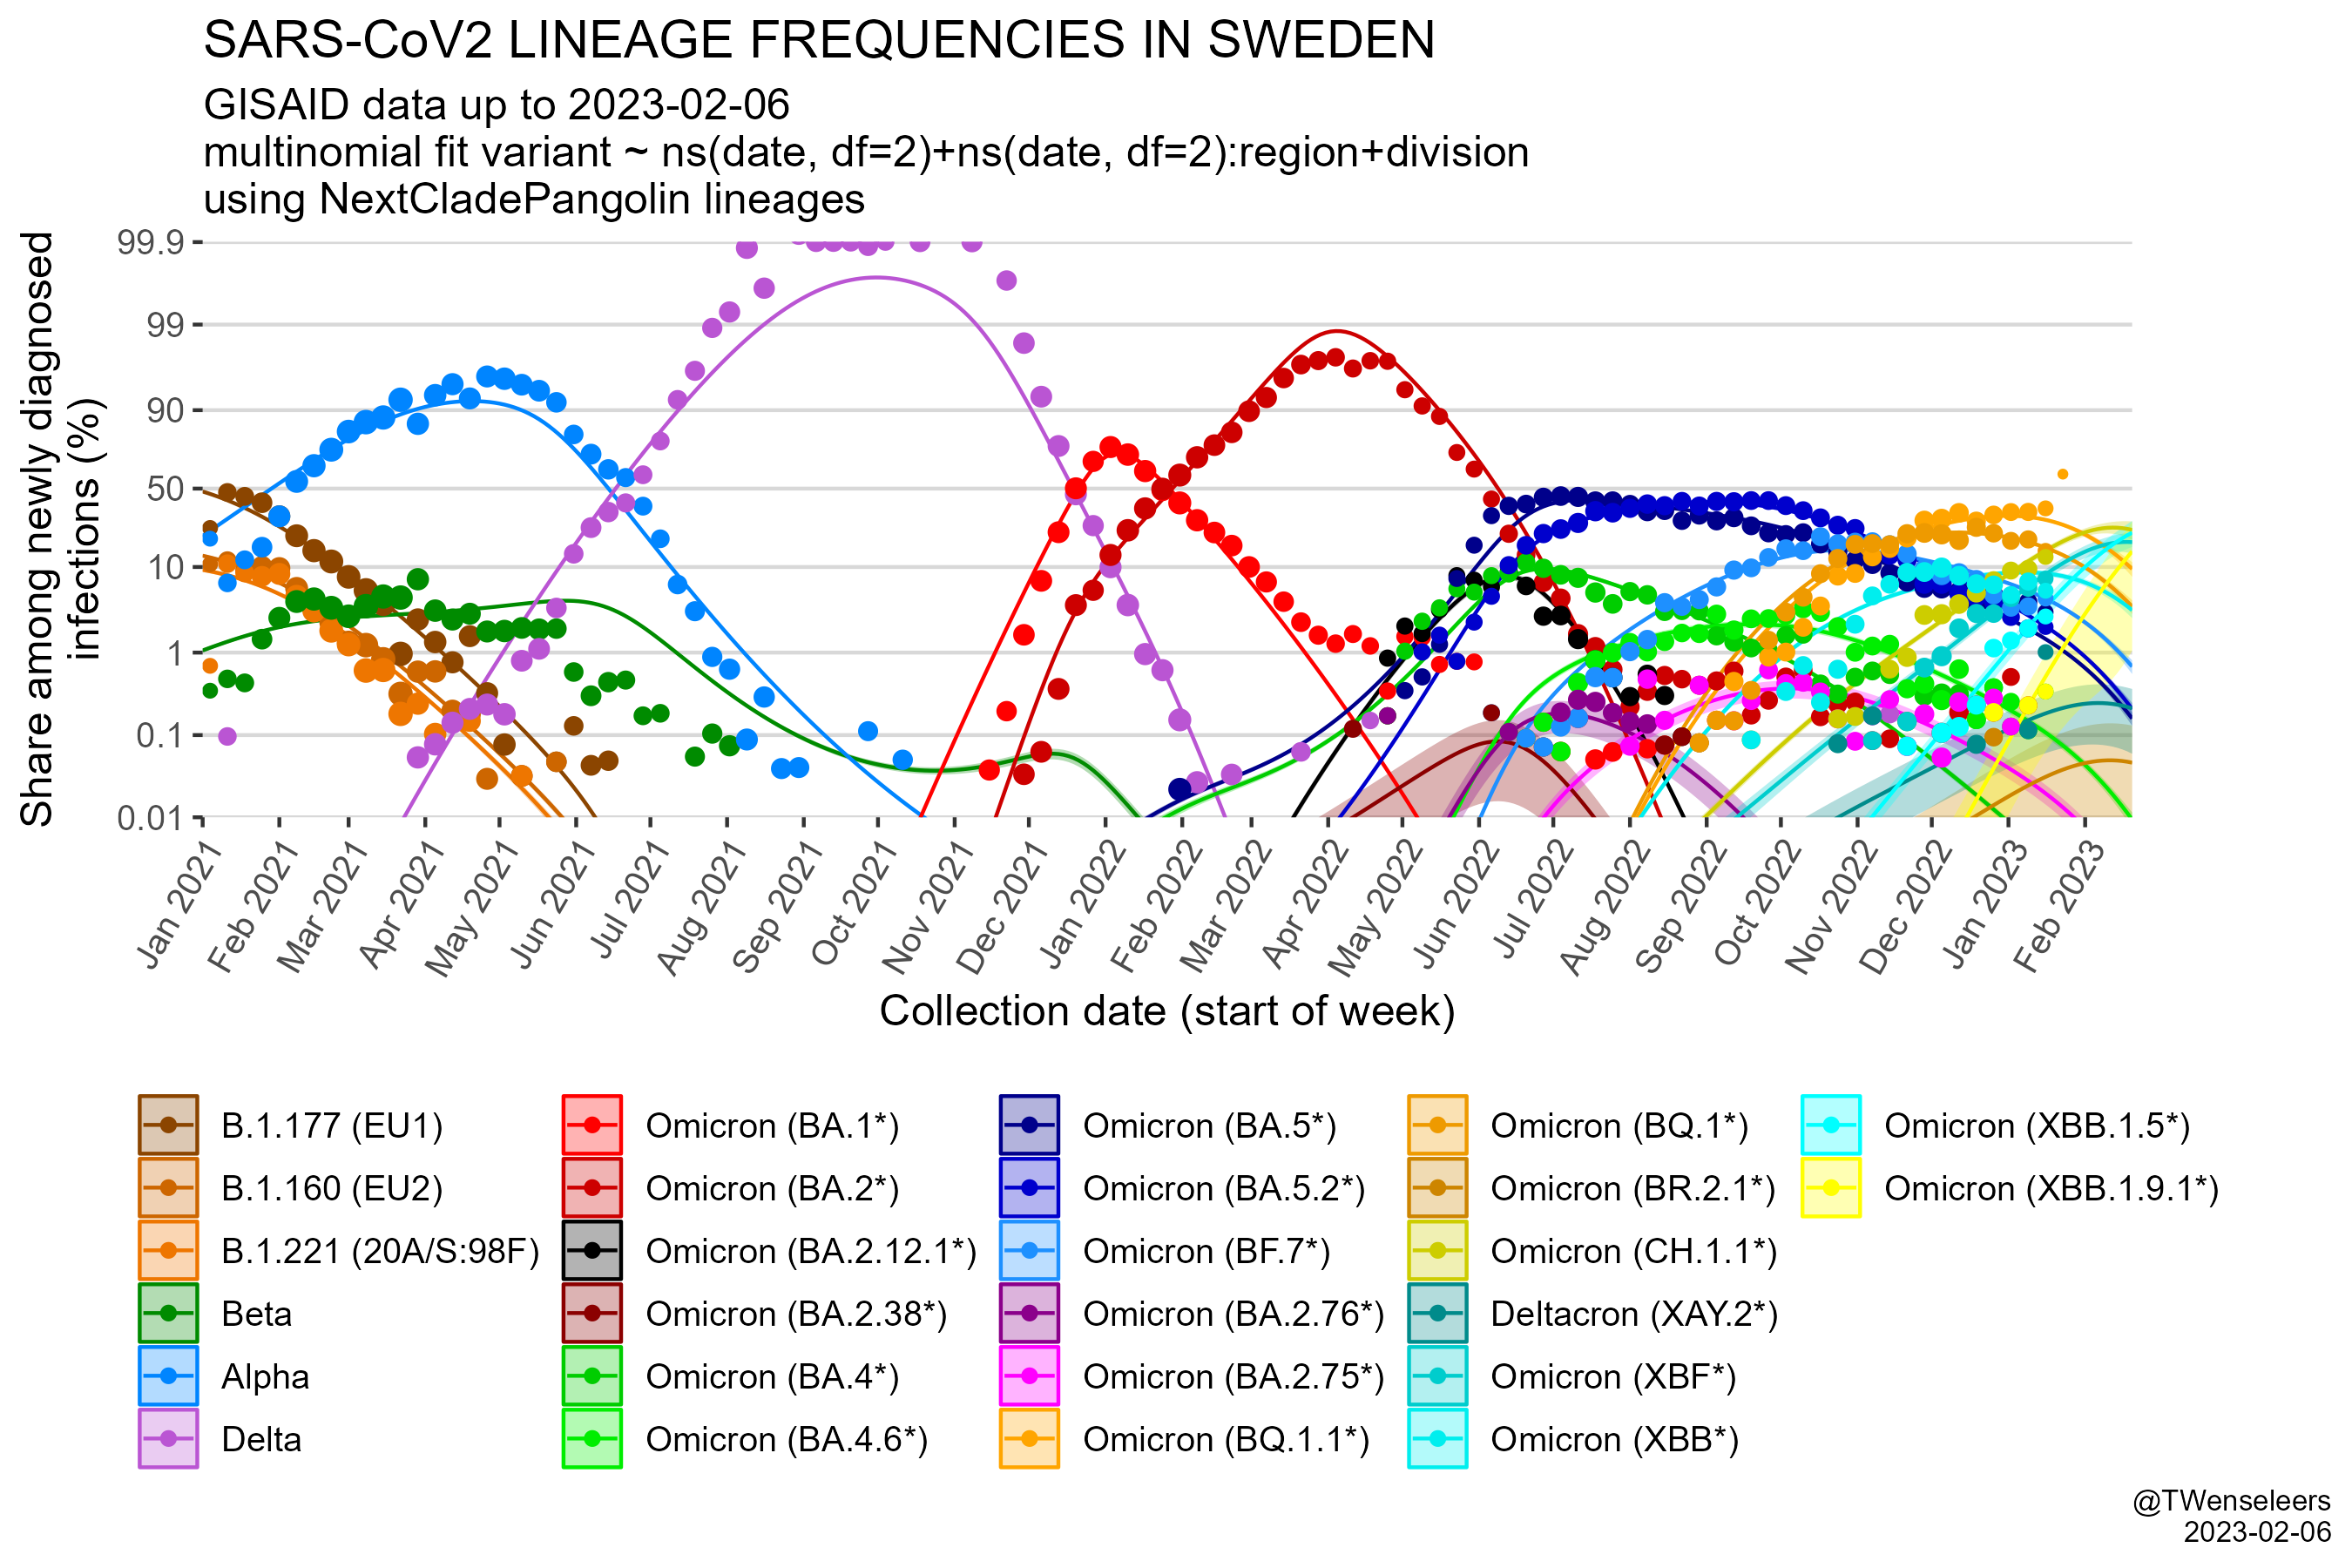 SARS-CoV2 LINEAGE FREQUENCIES IN SWEDEN
GISAID data up to 2023-02-06
multinomial fit variant ~ ns(date, df=2)+ns(date, df=2):region+division
using NextCladePangolin lineages
Share among newly diagnosed
infections (%)
99.9
99
90
50
10
1
0.1
0.01
Jan 2021
Feb 2021
Mar 2021
Apr 2021
May 2021
Jun 2021
Jul 2021
Aug 2021
Sep 2021
Oct 2021
Nov 2021
Dec 2021
Jan 2022
Feb 2022
Mar 2022
Apr 2022
May 2022
Jun 2022
Jul 2022
Aug 2022
Sep 2022
Oct 2022
Nov 2022
Dec 2022
Jan 2023
Feb 2023
Collection date (start of week)
B.1.177 (EU1)
B.1.160 (EU2)
B.1.221 (20A/S:98F)
Beta
Alpha
Delta
Omicron (BA.1*)
Omicron (BA.2*)
Omicron (BA.2.12.1*)
Omicron (BA.2.38*)
Omicron (BA.4*)
Omicron (BA.4.6*)
Omicron (BA.5*)
Omicron (BA.5.2*)
Omicron (BF.7*)
Omicron (BA.2.76*)
Omicron (BA.2.75*)
Omicron (BQ.1.1*)
Omicron (BQ.1*)
Omicron (BR.2.1*)
Omicron (CH.1.1*)
Deltacron (XAY.2*)
Omicron (XBF*)
Omicron (XBB*)
Omicron (XBB.1.5*)
Omicron (XBB.1.9.1*)
@TWenseleers
2023-02-06